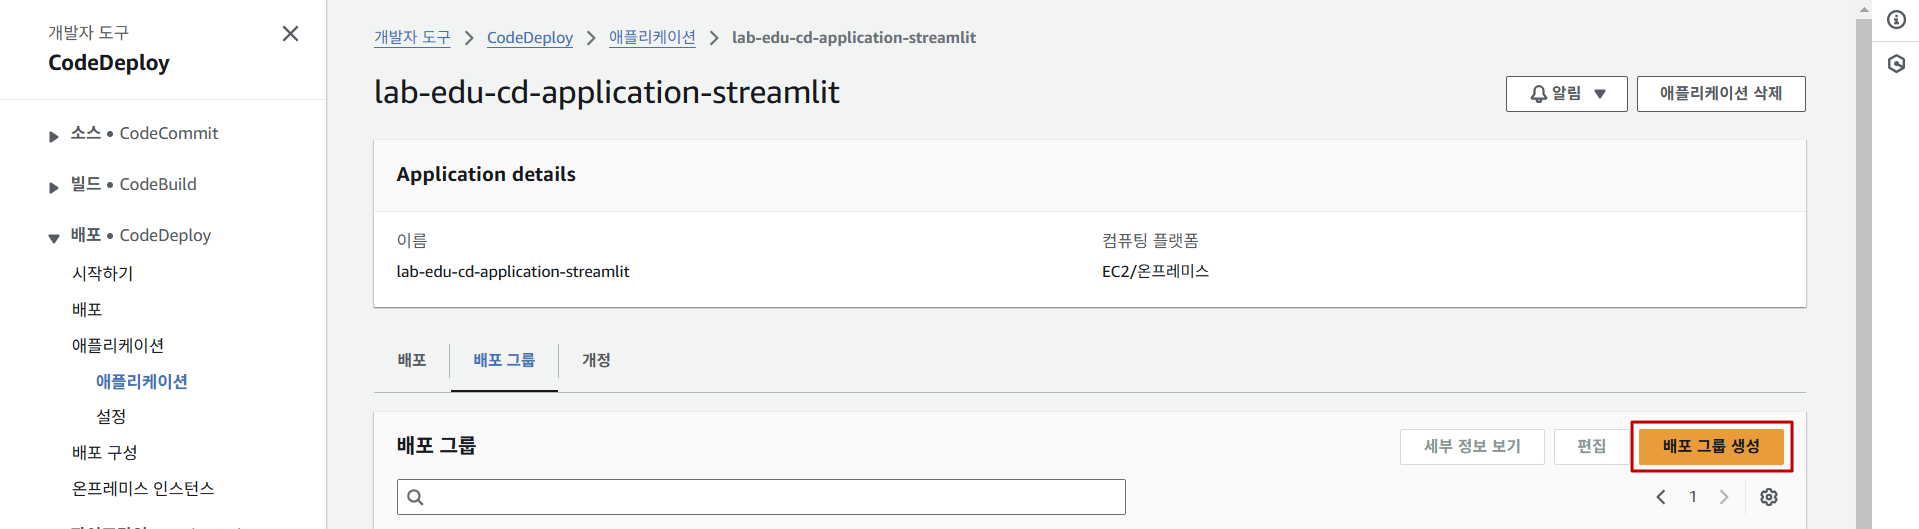 개발자 도구
CodeDeploy
소스 • CodeCommit
빌드 • CodeBuild
배포 • CodeDeploy
시작하기
배포
애플리케이션
애플리케이션
설정
배포 구성
온프레미스 인스턴스
개발자 도구 > CodeDeploy > 애플리케이션 > lab-edu-cd-application-streamlit
lab-edu-cd-application-streamlit
알림
애플리케이션 삭제
Application details
이름
lab-edu-cd-application-streamlit
컴퓨팅 플랫폼
EC2/온프레미스
배포
배포 그룹
개정
배포 그룹
세부 정보 보기
편집
배포 그룹 생성
1